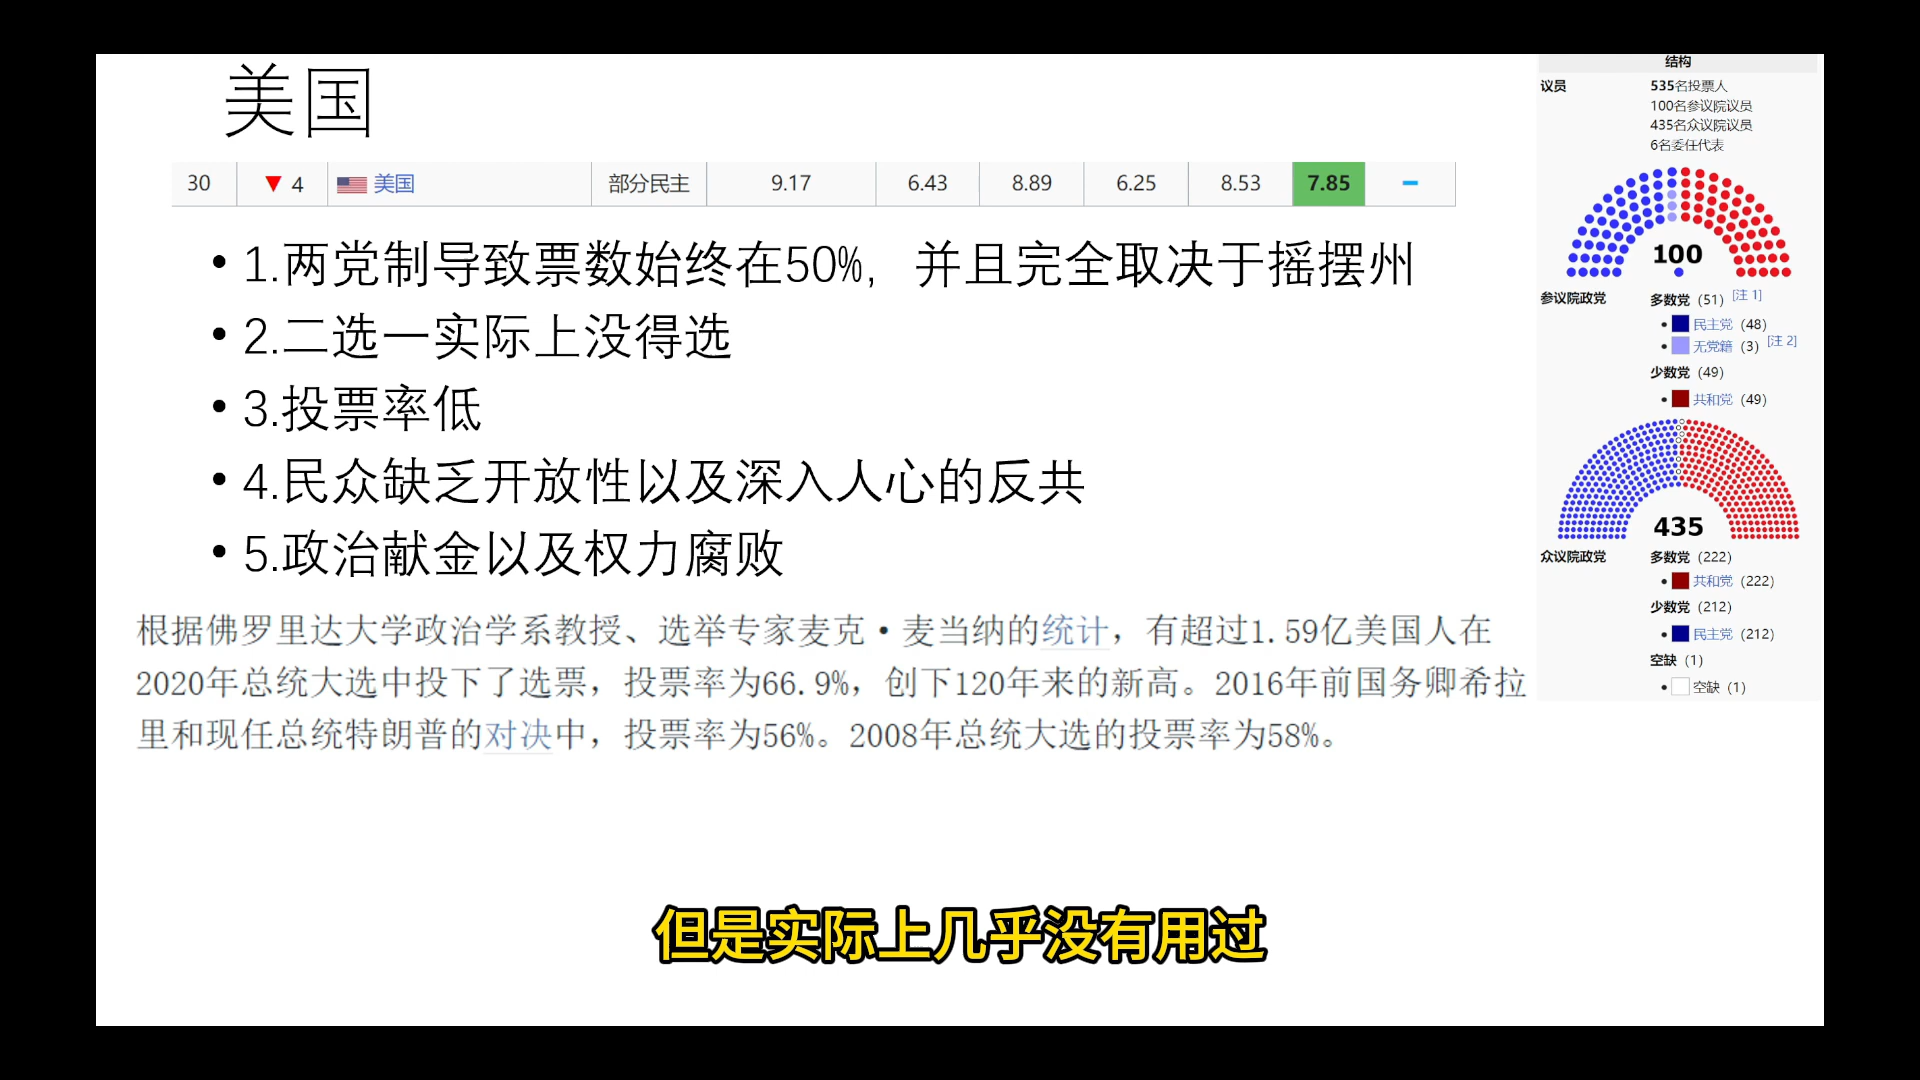 美国
30 ▼ 4 美国 部分民主 9.17 6.43 8.89 6.25 8.53 7.85 –
• 1.两党制导致票数始终在50%，并且完全取决于摇摆州
• 2.二选一实际上没得选
• 3.投票率低
• 4.民众缺乏开放性以及深入人心的反共
• 5.政治献金以及权力腐败
根据佛罗里达大学政治学系教授、选举专家麦克·麦当纳的统计，有超过1.59亿美国人在
2020年总统大选中投下了选票，投票率为66.9%，创下120年来的新高。2016年前国务卿希拉
里和现任总统特朗普的对决中，投票率为56%。2008年总统大选的投票率为58%。
结构
议员 535名投票人
100名参议院议员
435名众议院议员
6名委任代表
100
参议院政党 多数党（51）[注 1]
• 民主党（48）
• 无党籍（3）[注 2]
少数党（49）
• 共和党（49）
435
众议院政党 多数党（222）
• 共和党（222）
少数党（212）
• 民主党（212）
空缺（1）
• 空缺（1）
但是实际上几乎没有用过